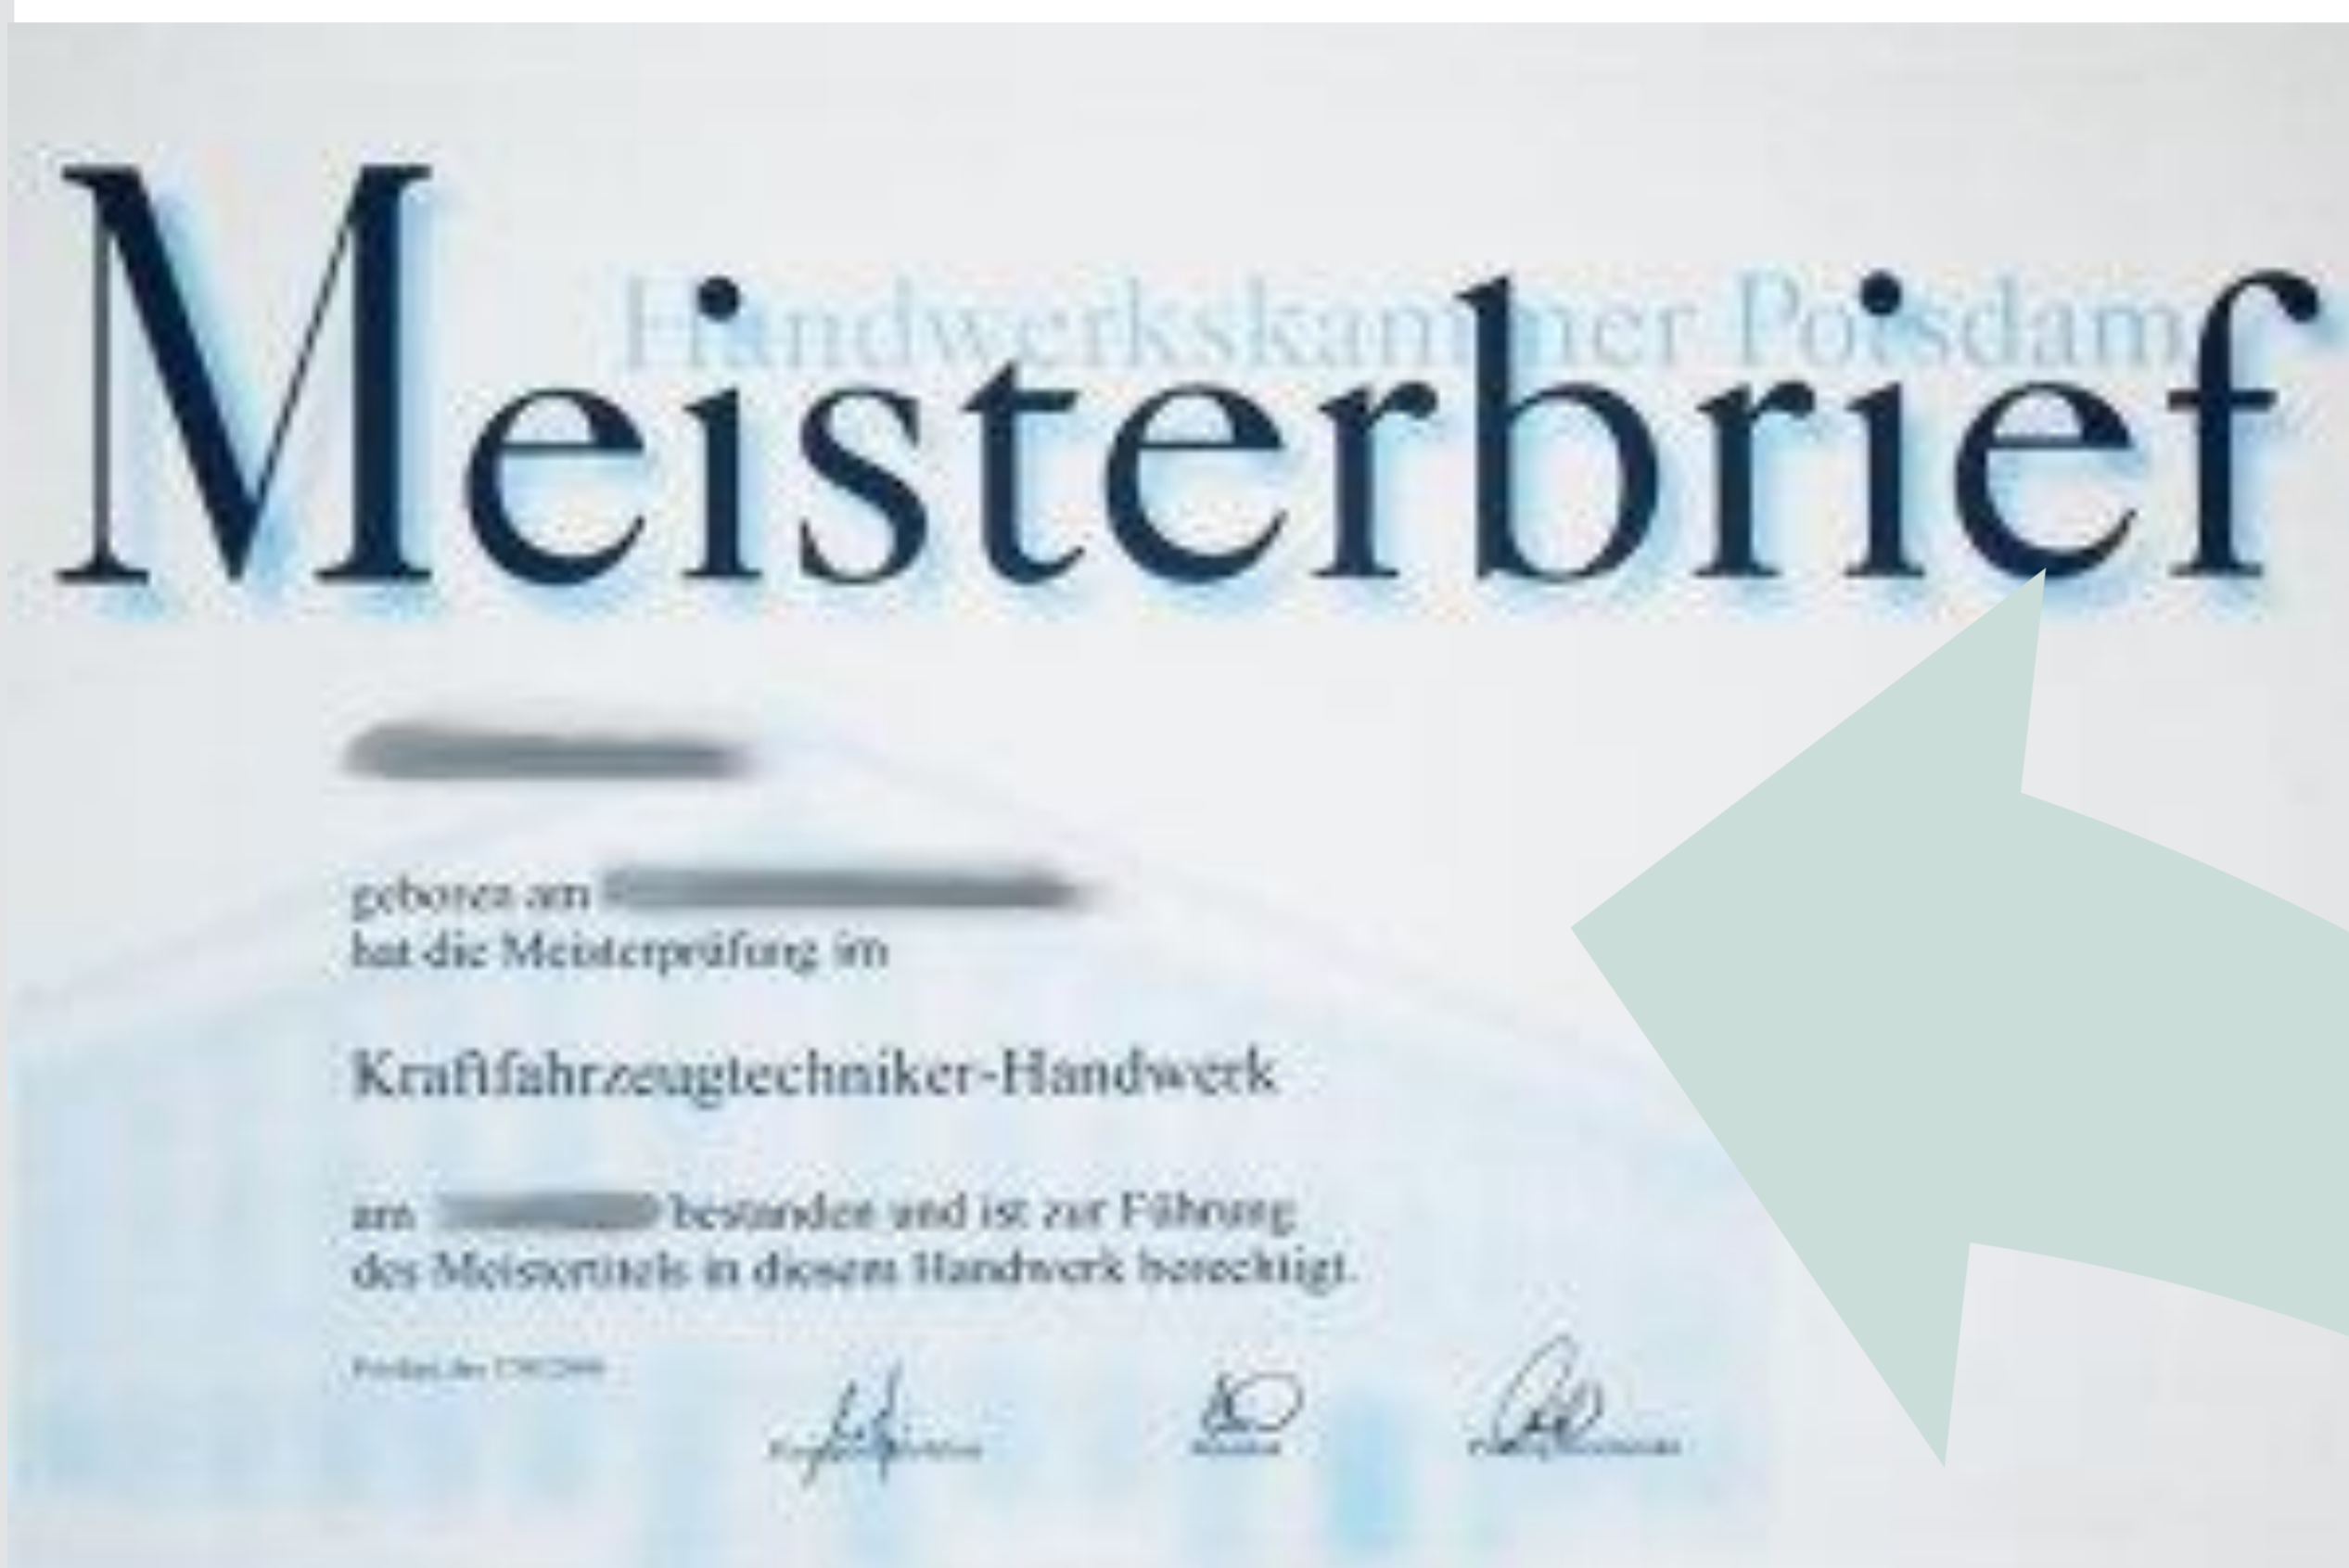 Meisterbrief
Handwerkskammer Potsdam
geboren am
hat die Meisterprüfung im
Kraftfahrzeugtechniker-Handwerk
am bestanden und ist zur Führung
des Meistertitels in diesem Handwerk berechtigt.